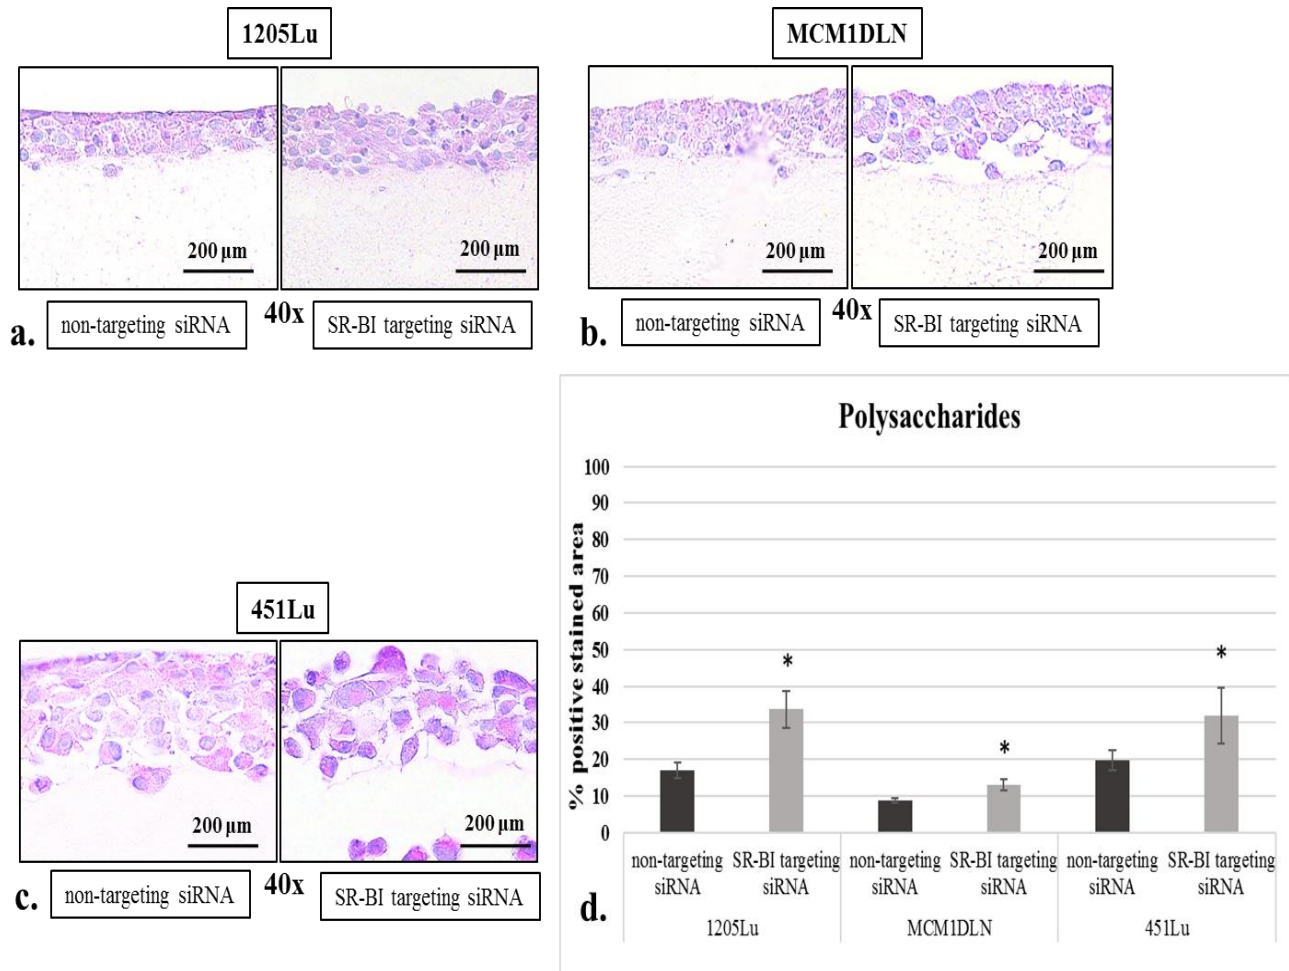 1205Lu
200 µm
200 µm
a.
non-targeting siRNA
40x
SR-BI targeting siRNA
MCM1DLN
200 µm
200 µm
b.
non-targeting siRNA
40x
SR-BI targeting siRNA
451Lu
200 µm
200 µm
c.
non-targeting siRNA
40x
SR-BI targeting siRNA
d.
Polysaccharides
% positive stained area
100
90
80
70
60
50
40
30
20
10
0
*
*
*
non-targeting
siRNA
SR-BI targeting
siRNA
non-targeting
siRNA
SR-BI targeting
siRNA
non-targeting
siRNA
SR-BI targeting
siRNA
1205Lu
MCM1DLN
451Lu